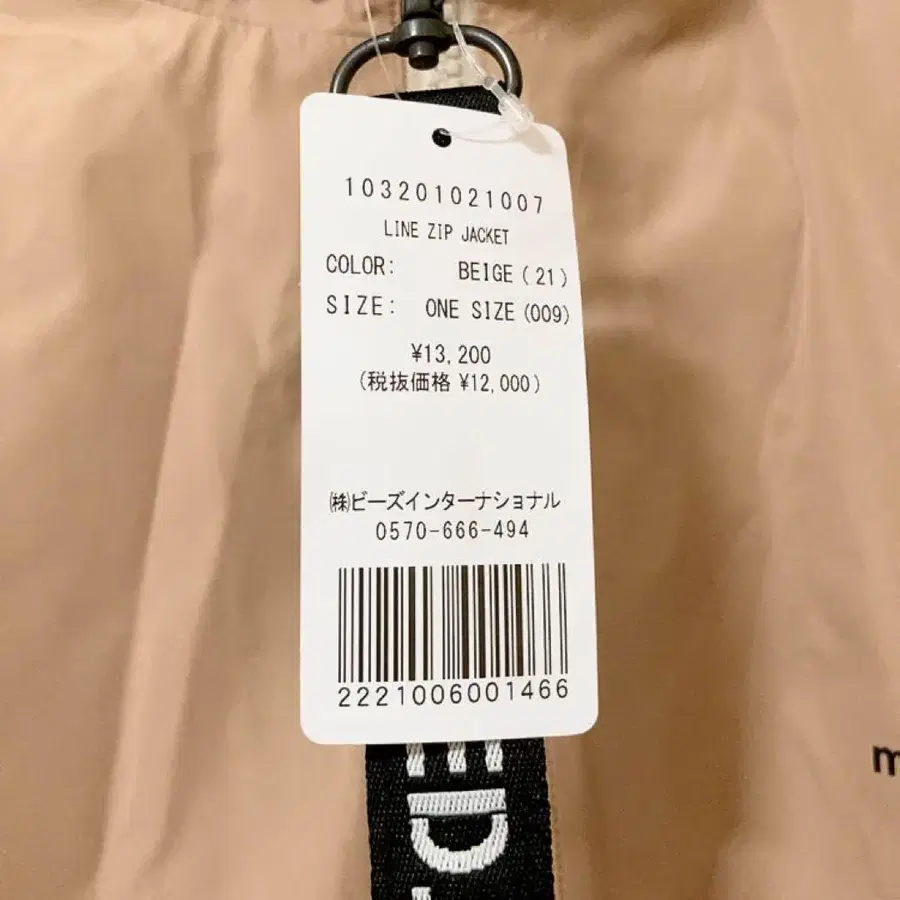 103201021007
LINE ZIP JACKET
COLOR: BEIGE (21)
SIZE: ONE SIZE (009)
¥13,200
(税抜価格 ¥12,000)
㈱ビーズインターナショナル
0570-666-494
2221006001466
m